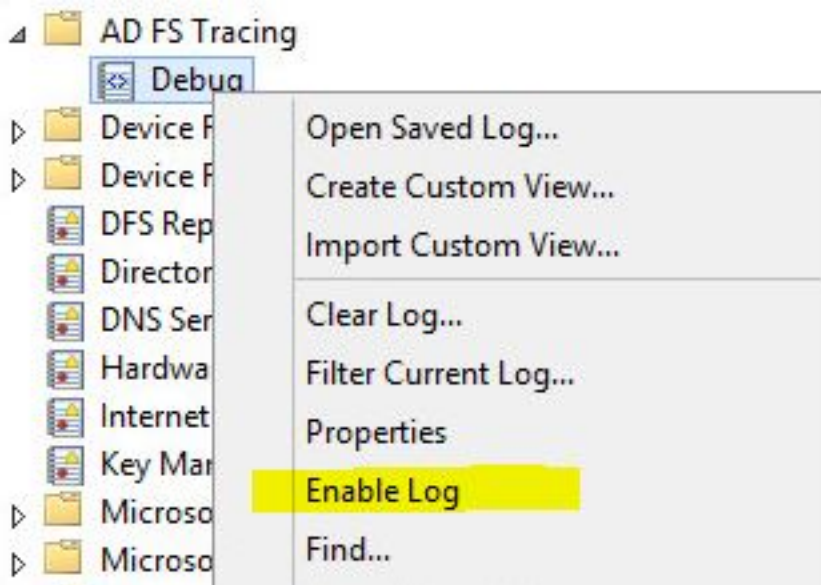 AD FS Tracing
Debug
Device
Open Saved Log...
Device
Create Custom View...
DFS Rep
Import Custom View...
Director
DNS Ser
Clear Log...
Hardwa
Filter Current Log...
Internet
Properties
Key Mar
Enable Log
Microso
Find...
Microso